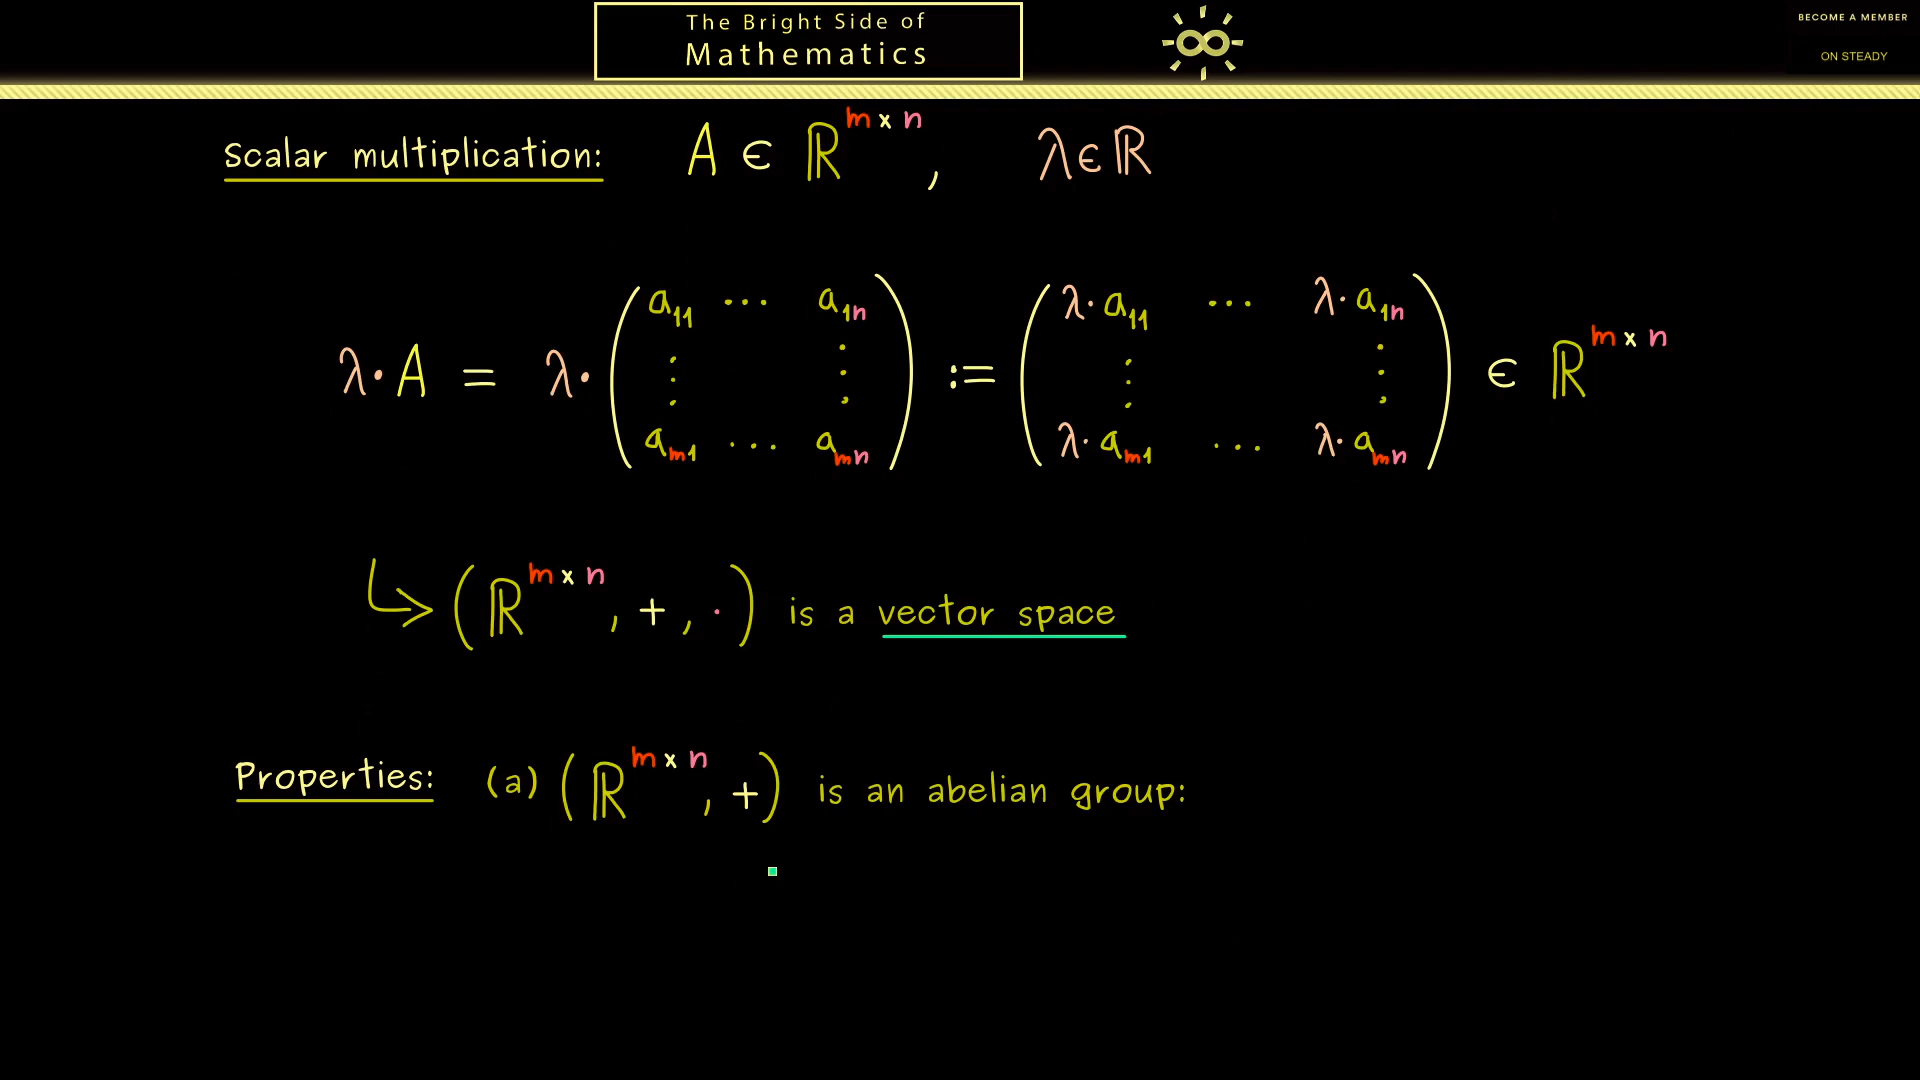 The Bright Side of
Mathematics
BECOME A MEMBER
ON STEADY
Scalar multiplication: A ∈ ℝ^{m×n}, λ∈ℝ
λ·A = λ·( a_{11} ··· a_{1n} ⋮ ⋮ a_{m1} ··· a_{mn} ) := ( λ·a_{11} ··· λ·a_{1n} ⋮ ⋮ λ·a_{m1} ··· λ·a_{mn} ) ∈ ℝ^{m×n}
↳ (ℝ^{m×n}, +, ·) is a vector space
Properties: (a) (ℝ^{m×n}, +) is an abelian group: